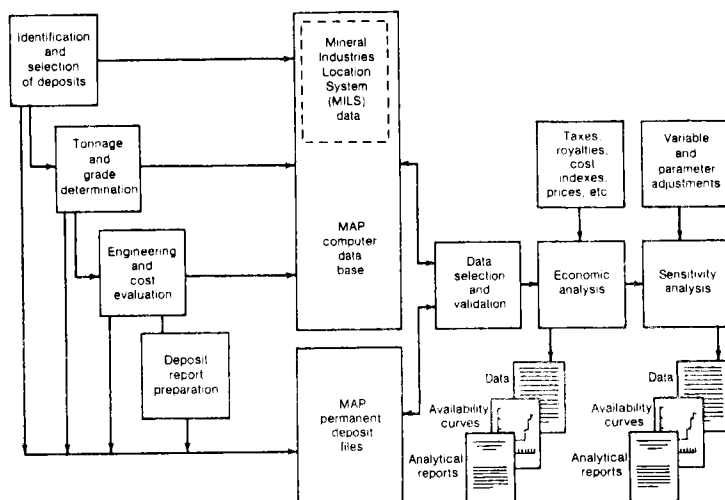 Identification
and
selection
of deposits
Mineral
Industries
Location
System
(MILS)
data
Tonnage
and
grade
determination
Taxes,
royalties,
cost
indexes,
prices, etc
Variable
and
parameter
adjustments
Engineering
and
cost
evaluation
MAP
computer
data
base
Data
selection
and
validation
Economic
analysis
Sensitivity
analysis
Deposit
report
preparation
MAP
permanent
deposit
files
Data
Availability
curves
Analytical
reports
Data
Availability
curves
Analytical
reports